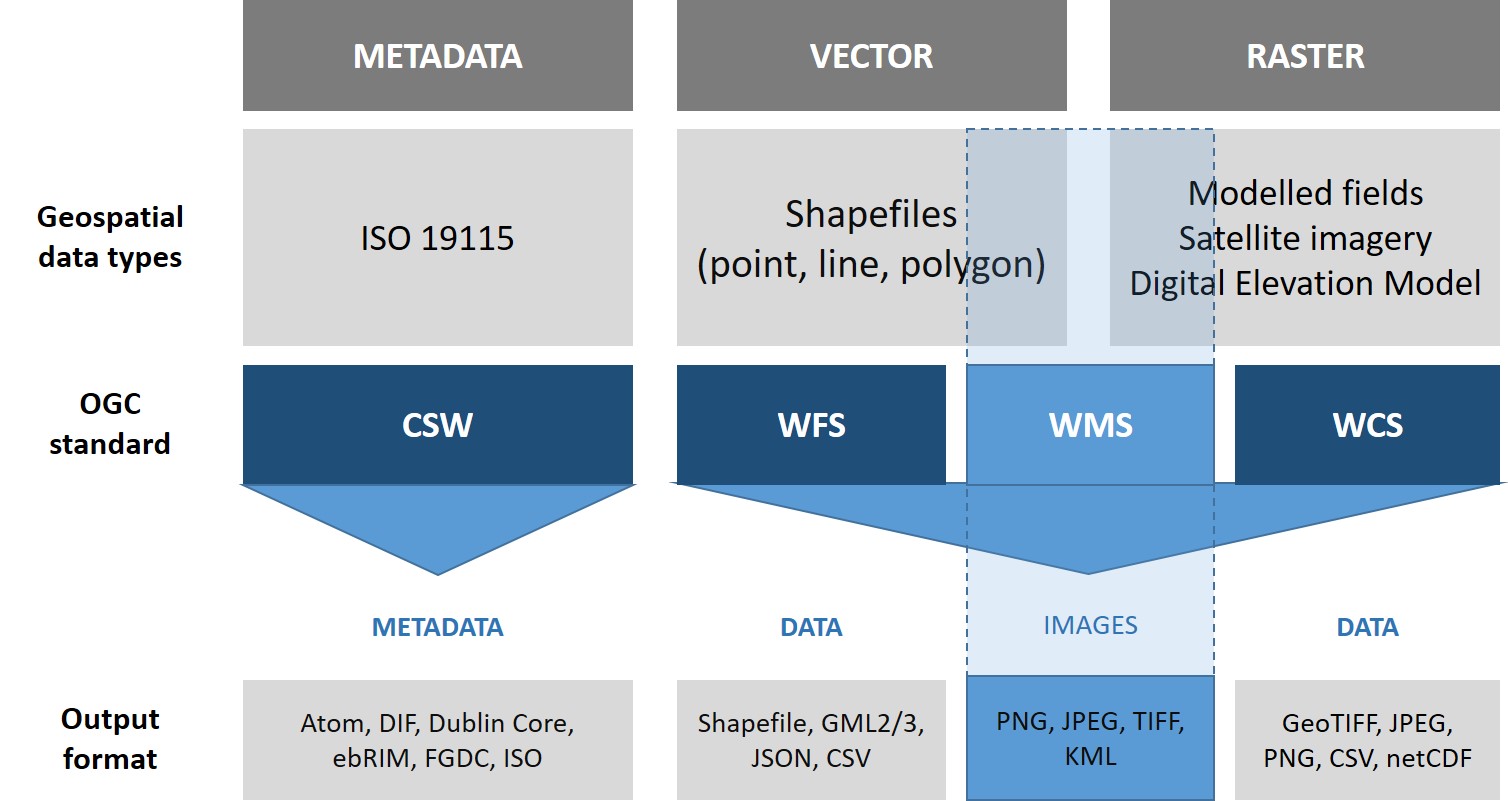 METADATA
VECTOR
RASTER
Geospatial
data types
ISO 19115
Shapefiles
(point, line, polygon)
Modelled fields
Satellite imagery
Digital Elevation Model
OGC
standard
CSW
WFS
WMS
WCS
METADATA
DATA
IMAGES
DATA
Output
format
Atom, DIF, Dublin Core,
ebRIM, FGDC, ISO
Shapefile, GML2/3,
JSON, CSV
PNG, JPEG, TIFF,
KML
GeoTIFF, JPEG,
PNG, CSV, netCDF